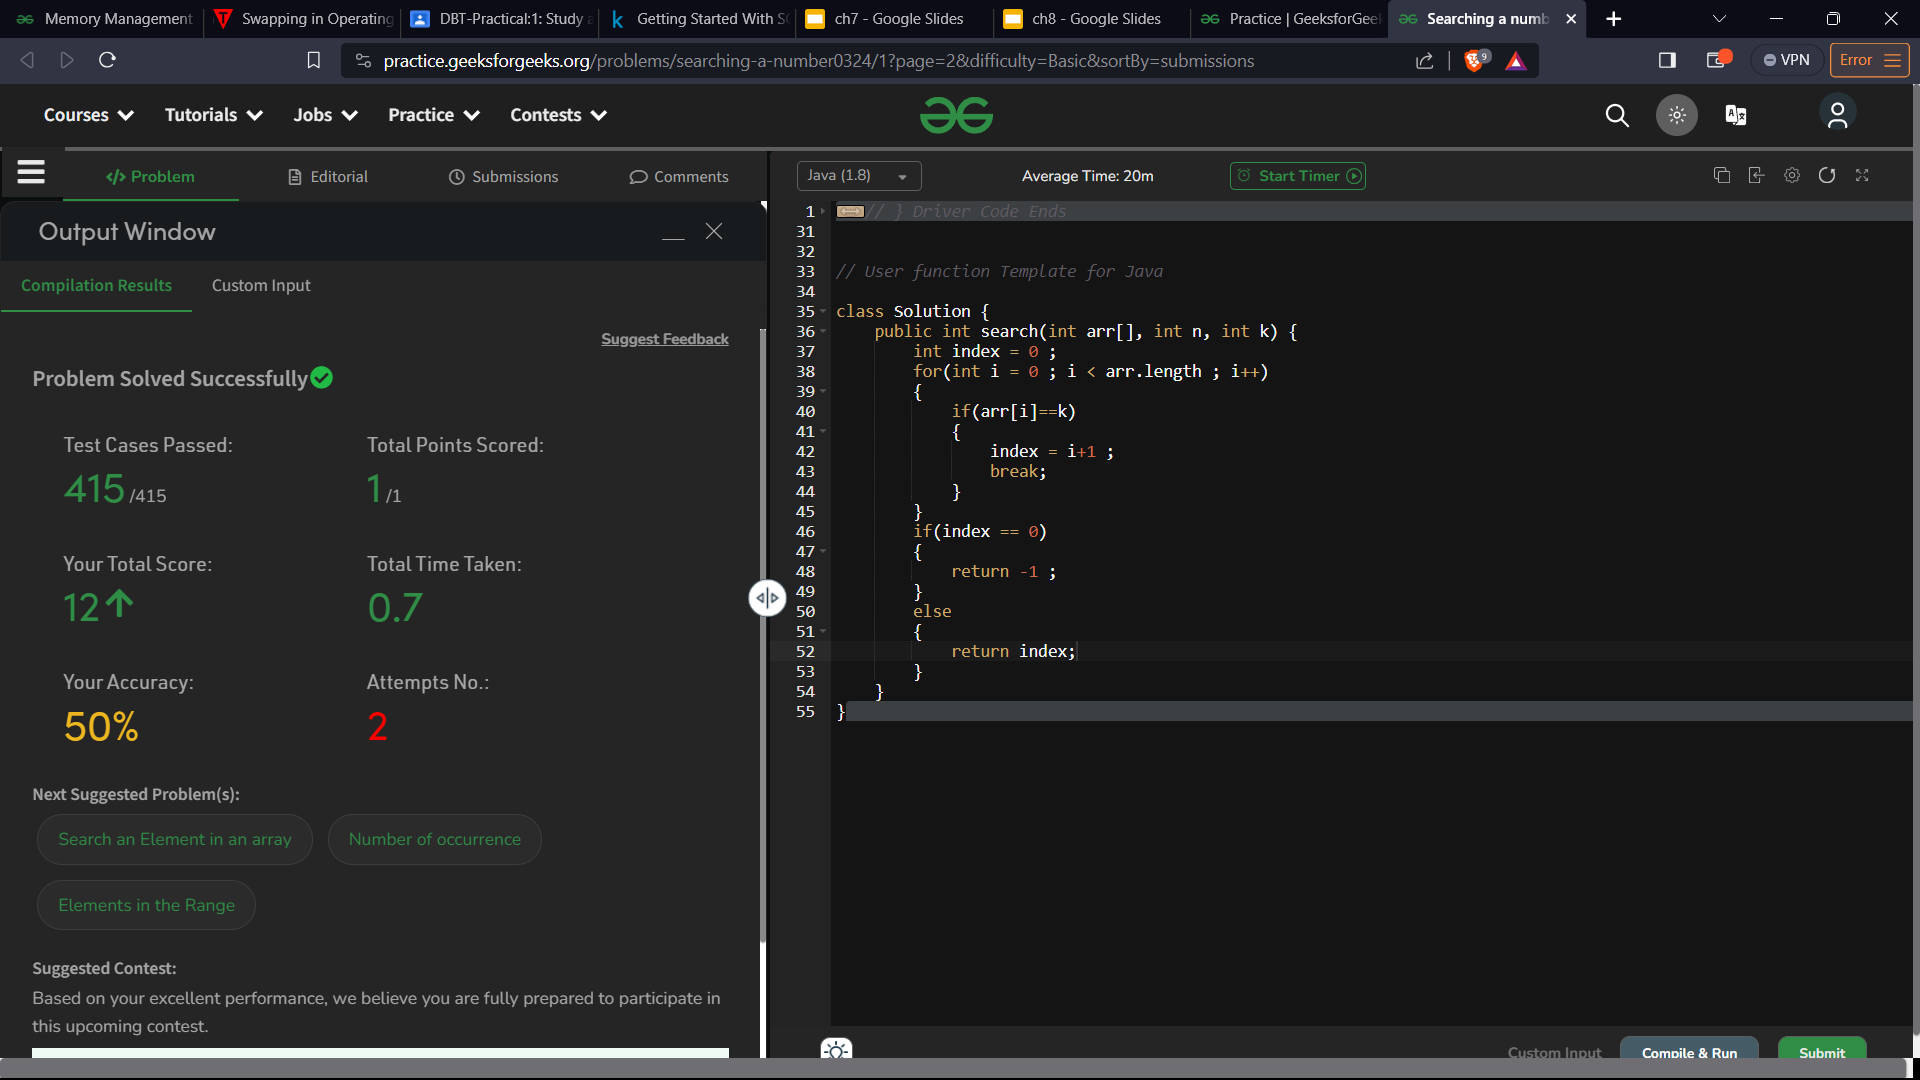 Memory Management
Swapping in Operating
DBT-Practical:1: Study a
Getting Started With SC
ch7 - Google Slides
ch8 - Google Slides
Practice | GeeksforGeek
Searching a numb
practice.geeksforgeeks.org/problems/searching-a-number0324/1?page=2&difficulty=Basic&sortBy=submissions
9
VPN
Error
Courses
Tutorials
Jobs
Practice
Contests
</> Problem
Editorial
Submissions
Comments
Java (1.8)
Average Time: 20m
Start Timer
Output Window
Compilation Results
Custom Input
Suggest Feedback
Problem Solved Successfully
Test Cases Passed:
415 /415
Total Points Scored:
1 /1
Your Total Score:
12
Total Time Taken:
0.7
Your Accuracy:
50%
Attempts No.:
2
Next Suggested Problem(s):
Search an Element in an array
Number of occurrence
Elements in the Range
Suggested Contest:
Based on your excellent performance, we believe you are fully prepared to participate in
this upcoming contest.
1 // } Driver Code Ends
31
32
33 // User function Template for Java
34
35 class Solution {
36 public int search(int arr[], int n, int k) {
37 int index = 0 ;
38 for(int i = 0 ; i < arr.length ; i++)
39 {
40 if(arr[i]==k)
41 {
42 index = i+1 ;
43 break;
44 }
45 }
46 if(index == 0)
47 {
48 return -1 ;
49 }
50 else
51 {
52 return index;
53 }
54 }
55 }
Custom Input
Compile & Run
Submit